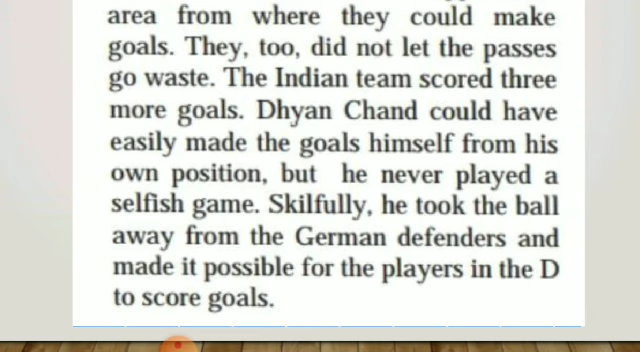 area from where they could make
goals. They, too, did not let the passes
go waste. The Indian team scored three
more goals. Dhyan Chand could have
easily made the goals himself from his
own position, but he never played a
selfish game. Skilfully, he took the ball
away from the German defenders and
made it possible for the players in the D
to score goals.